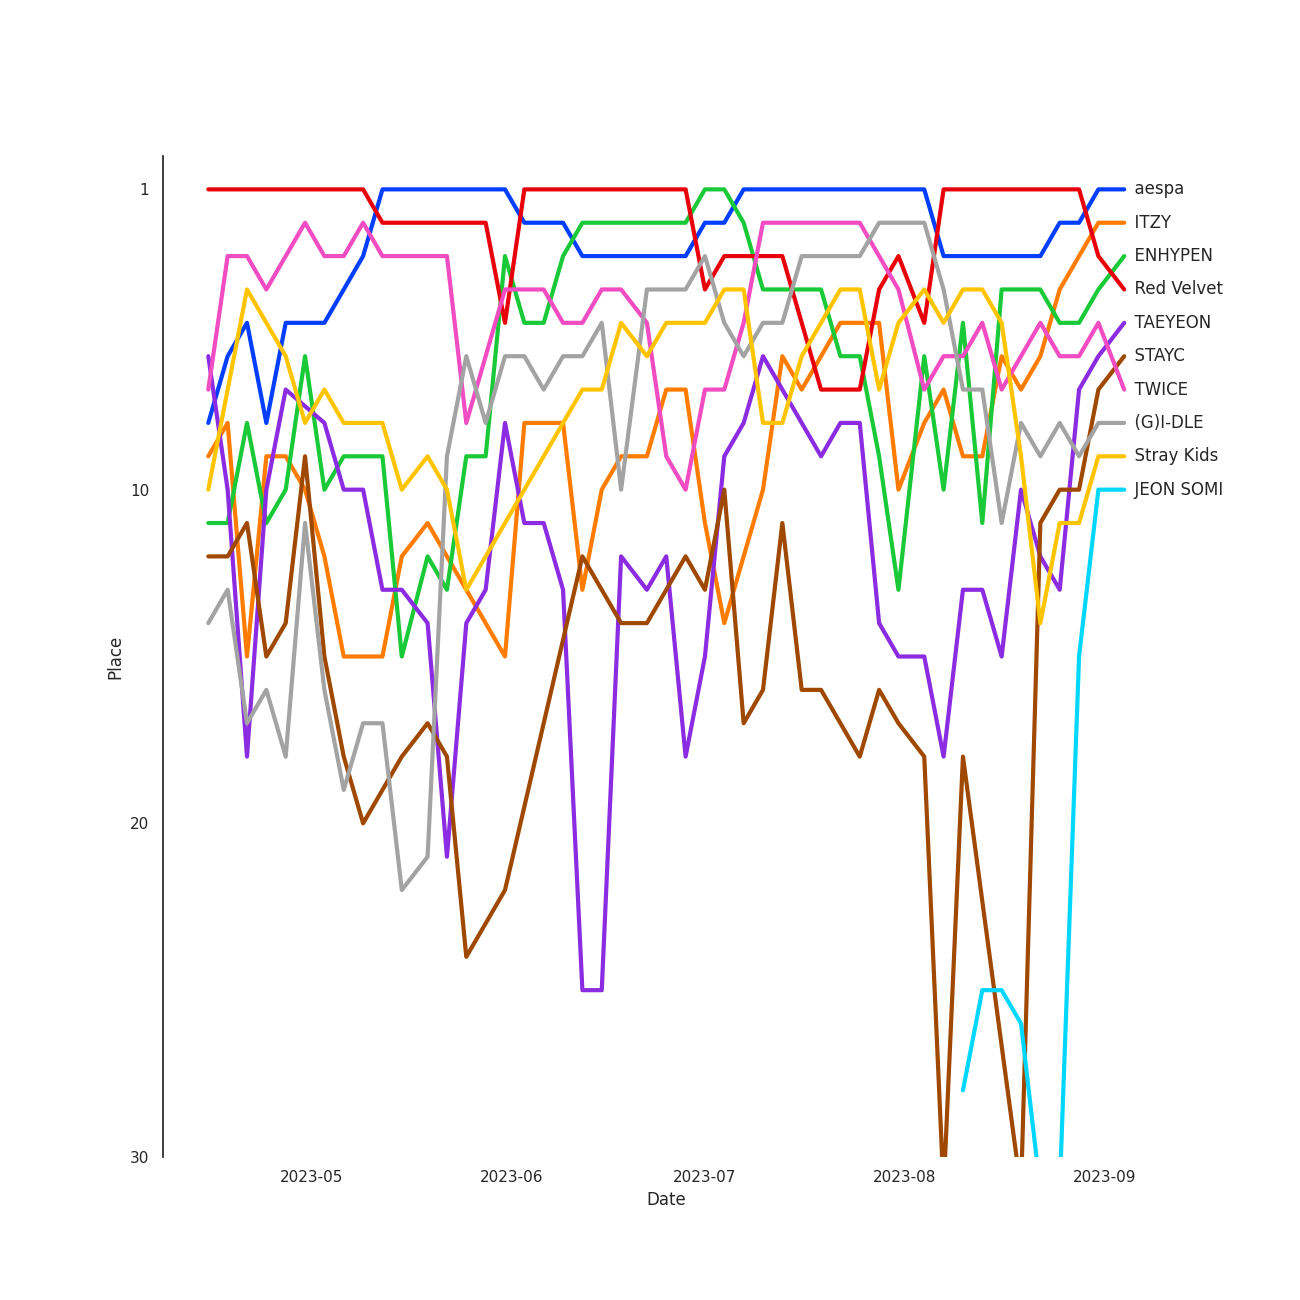 1
10
20
30
Place
2023-05
2023-06
2023-07
2023-08
2023-09
Date
aespa
ITZY
ENHYPEN
Red Velvet
TAEYEON
STAYC
TWICE
(G)I-DLE
Stray Kids
JEON SOMI